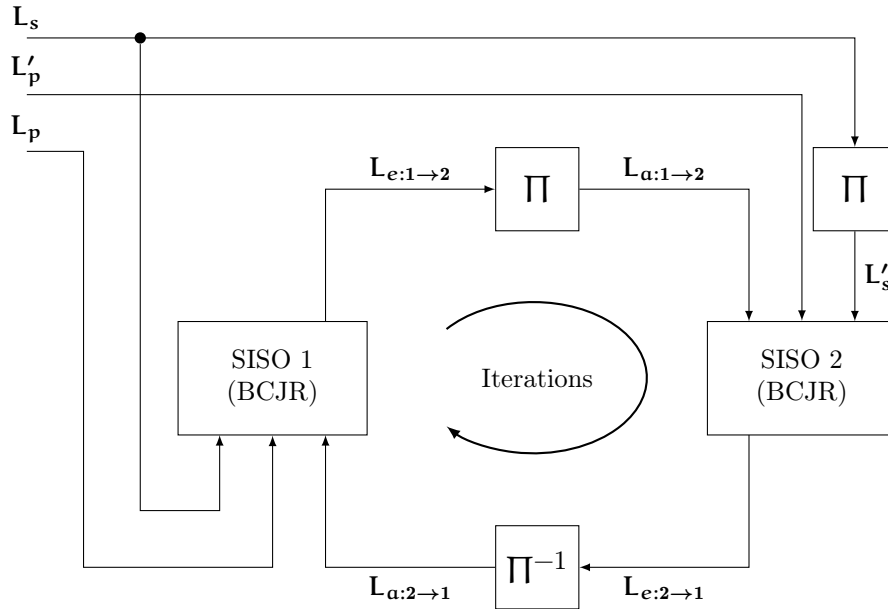 L_s
L'_p
L_p
L_{e:1→2}
∏
L_{a:1→2}
∏
L'_s
SISO 1
(BCJR)
Iterations
SISO 2
(BCJR)
L_{a:2→1}
∏^{-1}
L_{e:2→1}